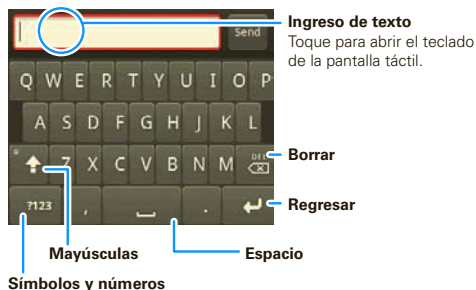 Ingreso de texto
Toque para abrir el teclado
de la pantalla táctil.
Send
Q W E R T Y U I O P
A S D F G H J K L
Z X C V B N M DEL
Borrar
?123 , .
Regresar
Mayúsculas
Espacio
Símbolos y números